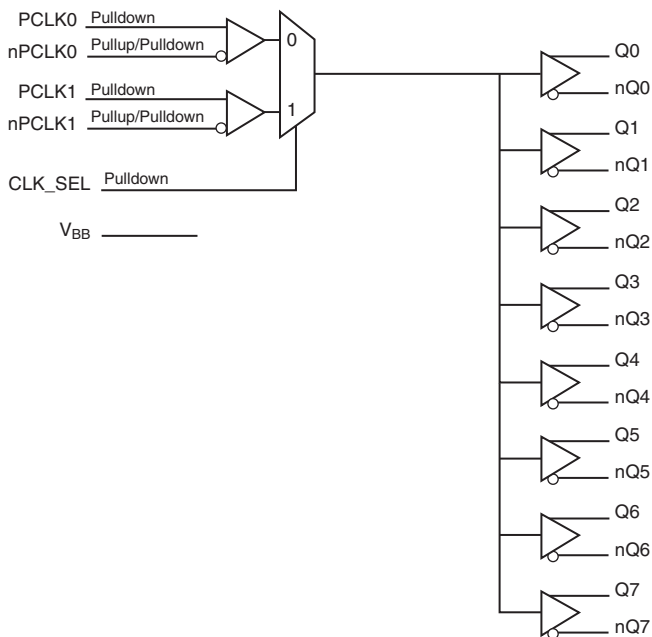 PCLK0 Pulldown
nPCLK0 Pullup/Pulldown
0
PCLK1 Pulldown
nPCLK1 Pullup/Pulldown
1
CLK_SEL Pulldown
VBB
Q0
nQ0
Q1
nQ1
Q2
nQ2
Q3
nQ3
Q4
nQ4
Q5
nQ5
Q6
nQ6
Q7
nQ7